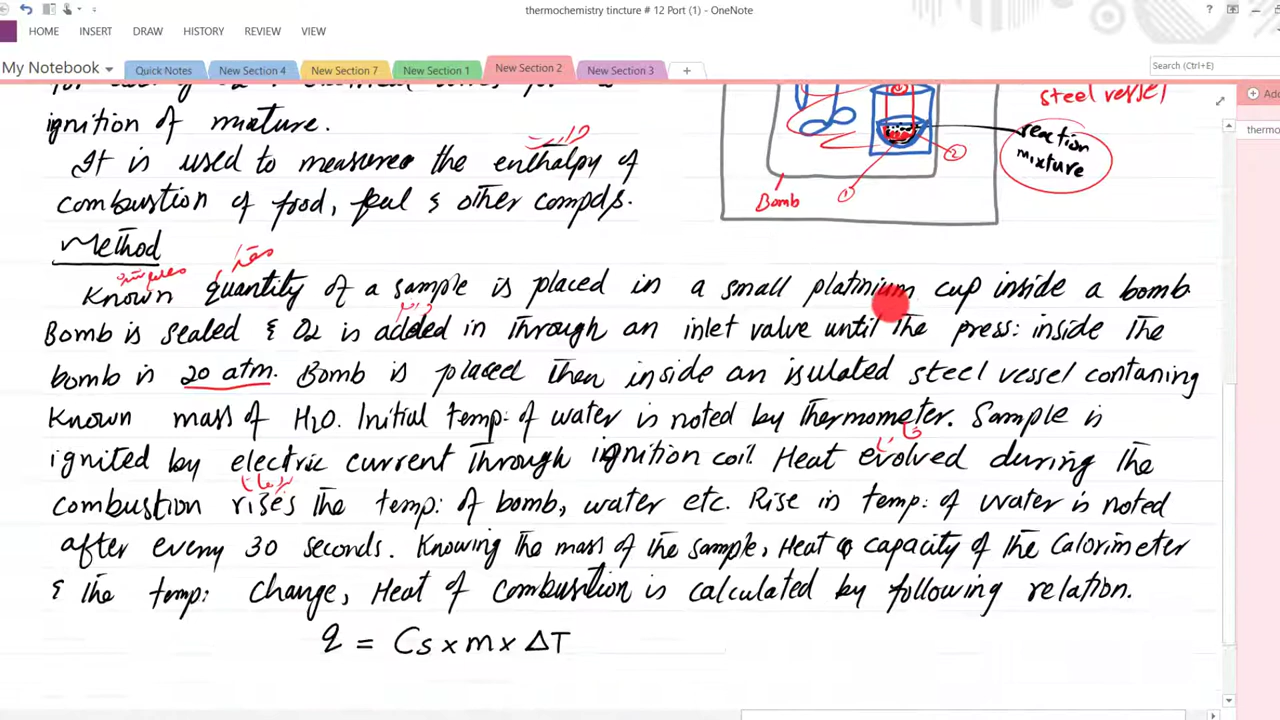 thermochemistry tincture # 12 Port (1) - OneNote
HOME INSERT DRAW HISTORY REVIEW VIEW
My Notebook Quick Notes New Section 4 New Section 7 New Section 1 New Section 2 New Section 3 + Search (Ctrl+E)
Add
thermo
steel vessel
ignition of mixture.
reaction
mixture
②
①
Bomb
It is used to measure the enthalpy of
combustion of food, fuel & other compds.
Method
مقدار
Known quantity of a sample is placed in a small platinium cup inside a bomb
Bomb is sealed & O2 is added in through an inlet valve until the press: inside the
bomb is 20 atm. Bomb is placed then inside an isulated steel vessel contaning
Known mass of H2O. Initial temp: of water is noted by thermometer. Sample is
ignited by electric current through ignition coil. Heat evolved during the
combustion rises the temp: of bomb, water etc. Rise in temp: of water is noted
after every 30 seconds. Knowing the mass of the sample, Heat capacity of the Calorimeter
& the temp: Change, Heat of combustion is calculated by following relation.
q = Cs × m × ΔT